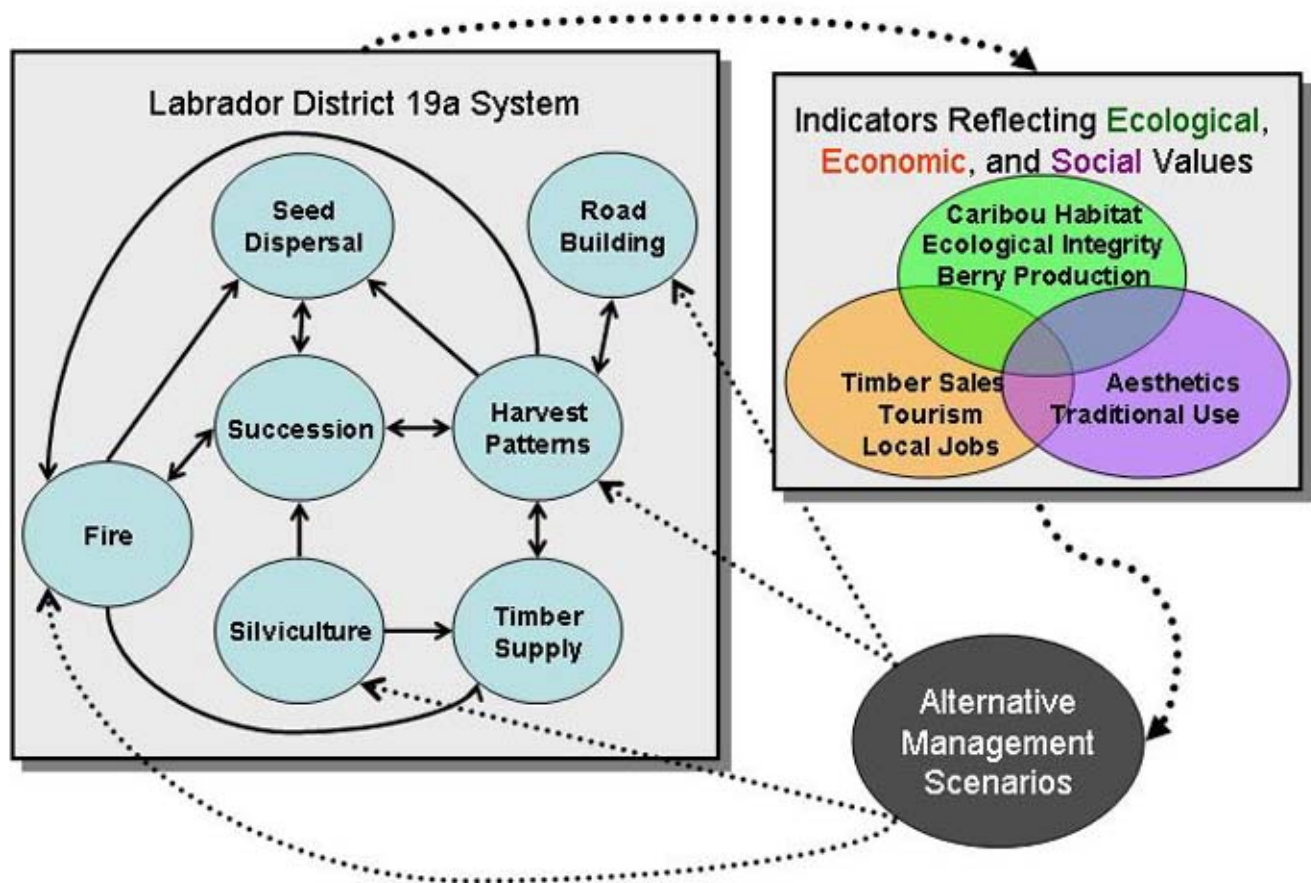 Labrador District 19a System
Seed
Dispersal
Road
Building
Succession
Harvest
Patterns
Fire
Silviculture
Timber
Supply
Indicators Reflecting Ecological,
Economic, and Social Values
Caribou Habitat
Ecological Integrity
Berry Production
Timber Sales
Tourism
Local Jobs
Aesthetics
Traditional Use
Alternative
Management
Scenarios